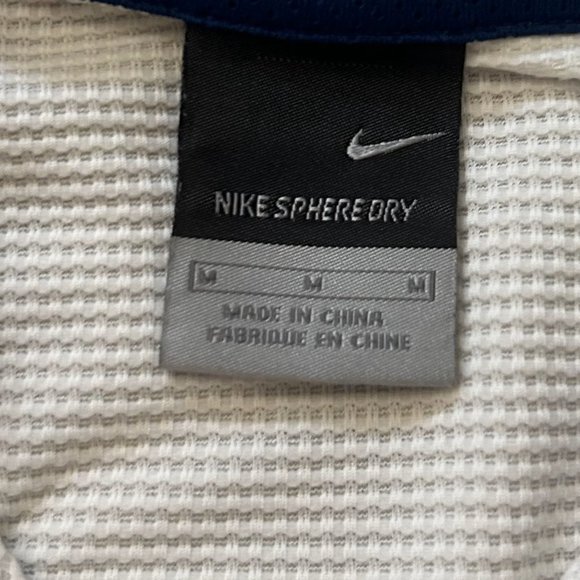 NIKE SPHERE DRY
M M M
MADE IN CHINA
FABRIQUE EN CHINE